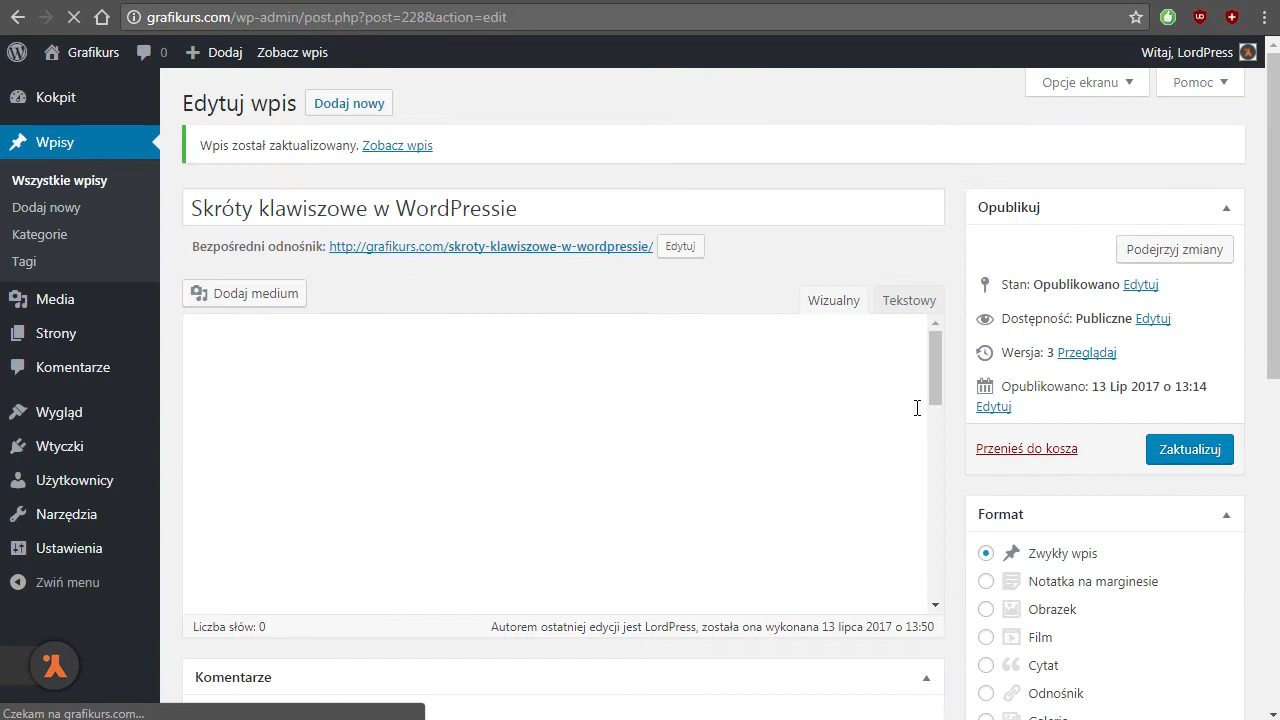 grafikurs.com/wp-admin/post.php?post=228&action=edit
Grafikurs 0 Dodaj Zobacz wpis Witaj, LordPress
Opcje ekranu Pomoc
Kokpit
Wpisy
Wszystkie wpisy
Dodaj nowy
Kategorie
Tagi
Media
Strony
Komentarze
Wygląd
Wtyczki
Użytkownicy
Narzędzia
Ustawienia
Zwiń menu
Edytuj wpis Dodaj nowy
Wpis został zaktualizowany. Zobacz wpis
Skróty klawiszowe w WordPressie
Bezpośredni odnośnik: http://grafikurs.com/skroty-klawiszowe-w-wordpressie/ Edytuj
Dodaj medium
Wizualny Tekstowy
Liczba słów: 0 Autorem ostatniej edycji jest LordPress, została ona wykonana 13 lipca 2017 o 13:50
Komentarze
Opublikuj
Podejrzyj zmiany
Stan: Opublikowano Edytuj
Dostępność: Publiczne Edytuj
Wersja: 3 Przeglądaj
Opublikowano: 13 Lip 2017 o 13:14
Edytuj
Przenieś do kosza Zaktualizuj
Format
Zwykły wpis
Notatka na marginesie
Obrazek
Film
Cytat
Odnośnik
Czekam na grafikurs.com...